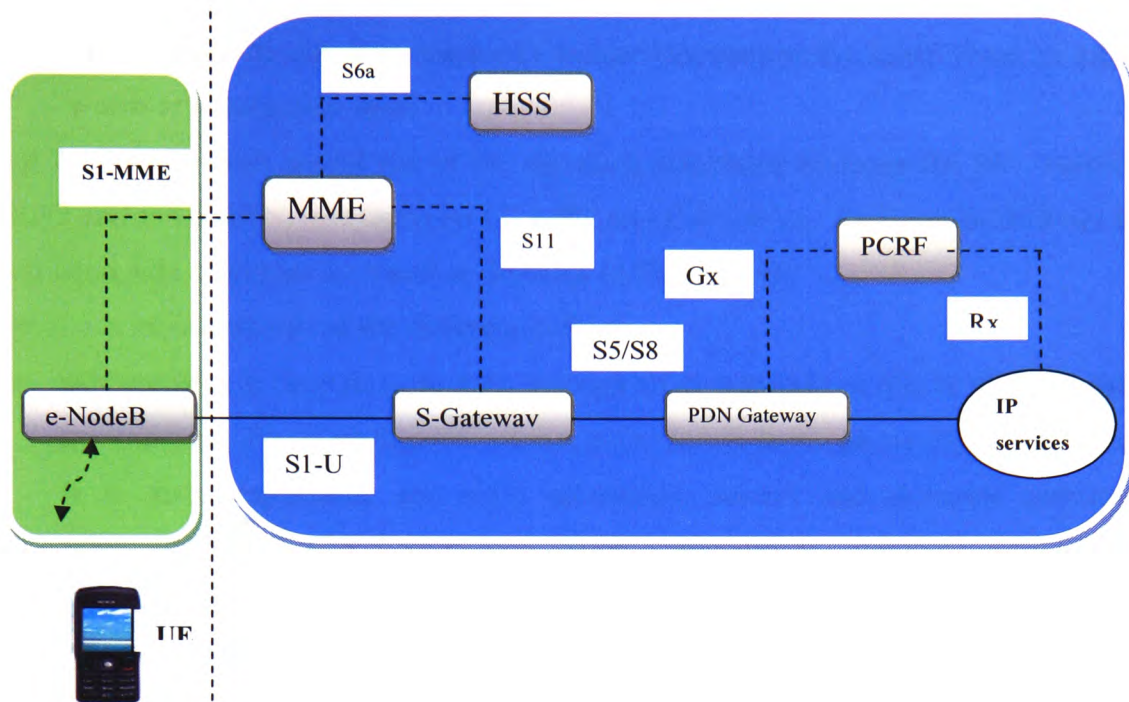 S6a
HSS
S1-MME
MME
S11
PCRF
Gx
Rx
S5/S8
e-NodeB
S-Gateway
PDN Gateway
IP
services
S1-U
UE